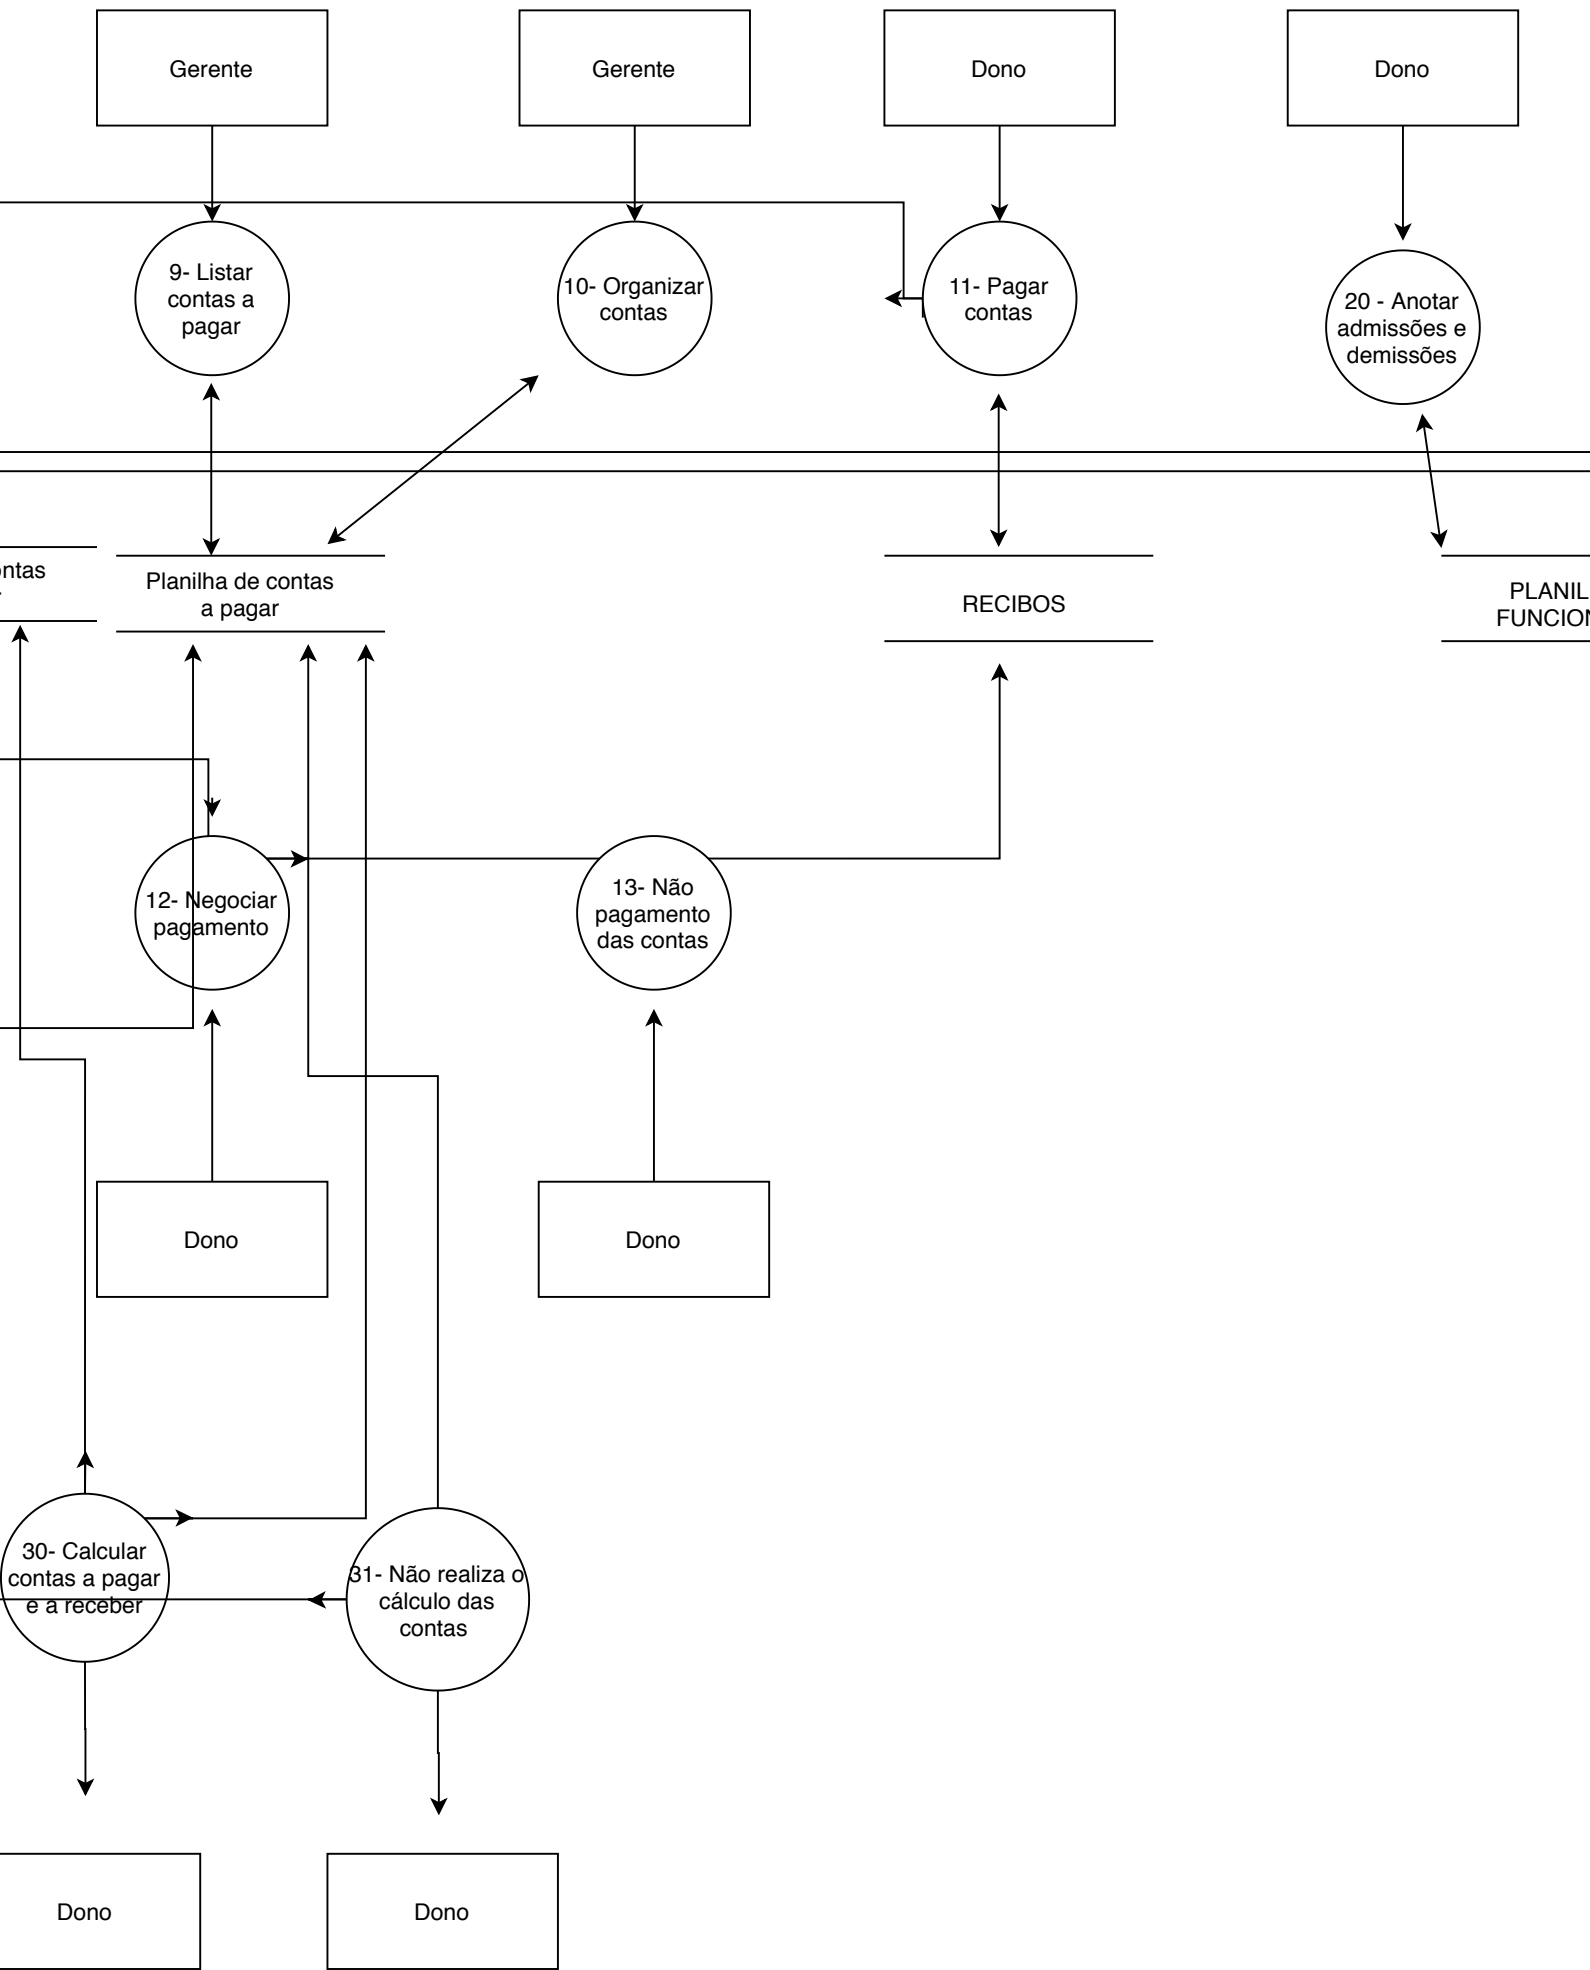 Gerente
Gerente
Dono
Dono
9- Listar
contas a
pagar
10- Organizar
contas
11- Pagar
contas
20 - Anotar
admissões e
demissões
Planilha de contas
a pagar
RECIBOS
12- Negociar
pagamento
13- Não
pagamento
das contas
Dono
Dono
30- Calcular
contas a pagar
e a receber
31- Não realiza o
cálculo das
contas
Dono
Dono